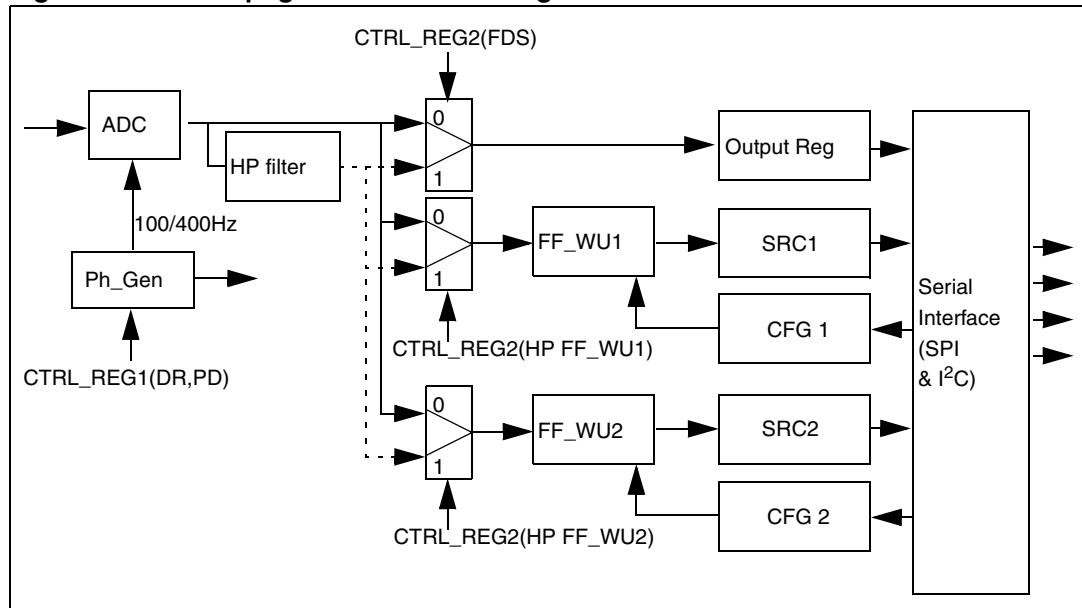 CTRL_REG2(FDS)
ADC
0
1
HP filter
Output Reg
100/400Hz
Ph_Gen
CTRL_REG1(DR,PD)
0
1
FF_WU1
SRC1
CFG 1
CTRL_REG2(HP FF_WU1)
Serial
Interface
(SPI
& I²C)
0
1
FF_WU2
SRC2
CFG 2
CTRL_REG2(HP FF_WU2)